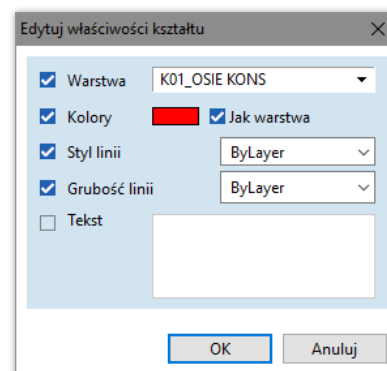 Edytuj właściwości kształtu
Warstwa K01_OSIE KONS
Kolory Jak warstwa
Styl linii ByLayer
Grubość linii ByLayer
Tekst
OK Anuluj